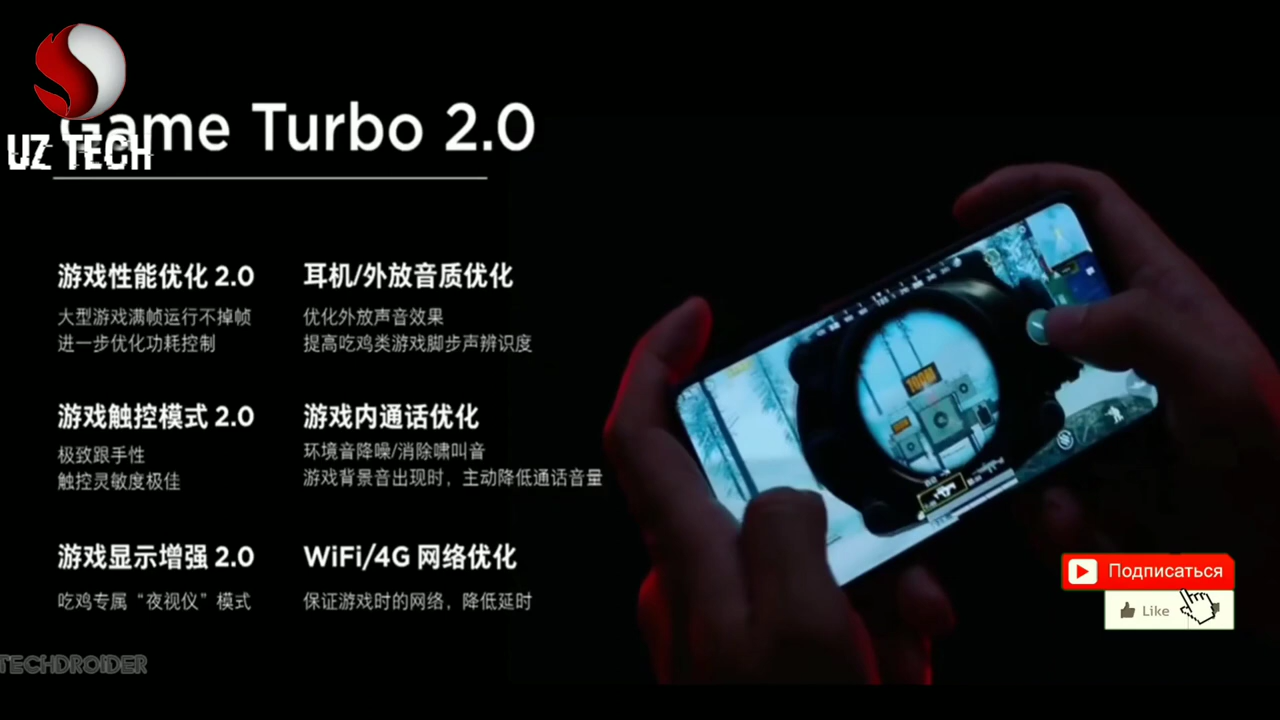 Game Turbo 2.0
UZ TECH
游戏性能优化 2.0
大型游戏满帧运行不掉帧
进一步优化功耗控制
耳机/外放音质优化
优化外放声音效果
提高吃鸡类游戏脚步声辨识度
游戏触控模式 2.0
极致跟手性
触控灵敏度极佳
游戏内通话优化
环境音降噪/消除啸叫音
游戏背景音出现时，主动降低通话音量
游戏显示增强 2.0
吃鸡专属“夜视仪”模式
WiFi/4G 网络优化
保证游戏时的网络，降低延时
Подписаться
Like
TECHDROIDER